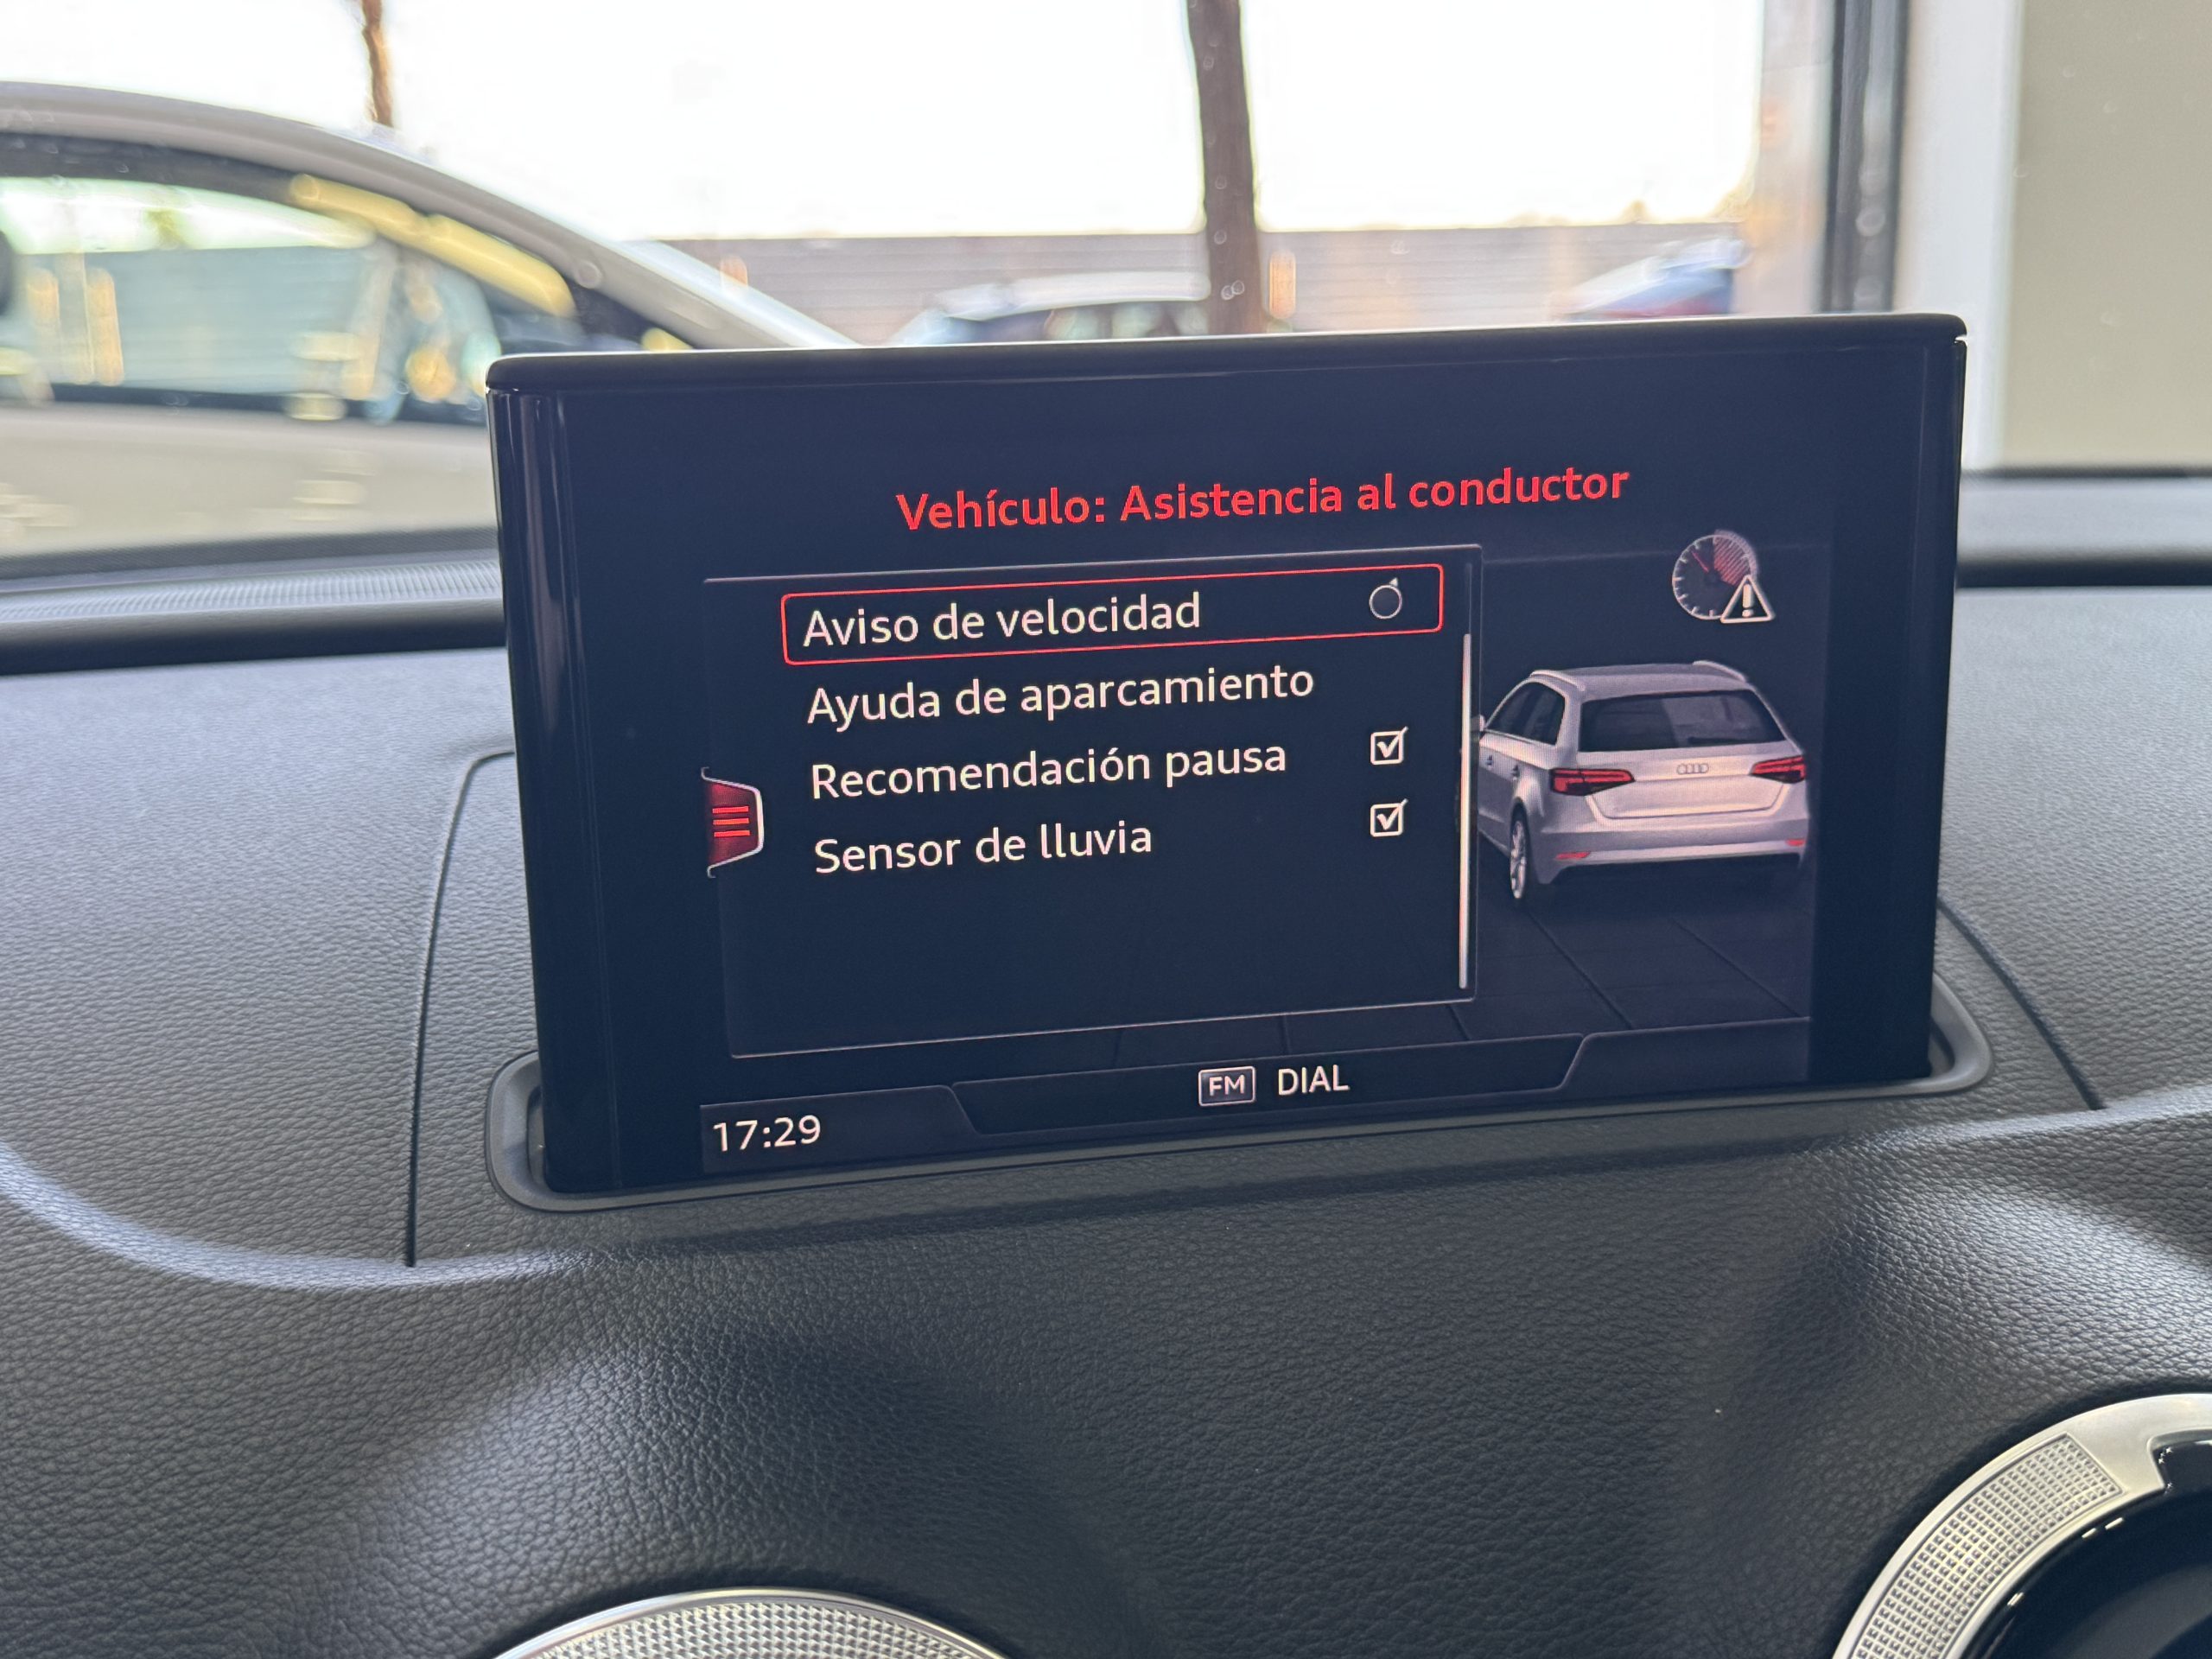 Vehículo: Asistencia al conductor
Aviso de velocidad
Ayuda de aparcamiento
Recomendación pausa
Sensor de lluvia
FM DIAL
17:29